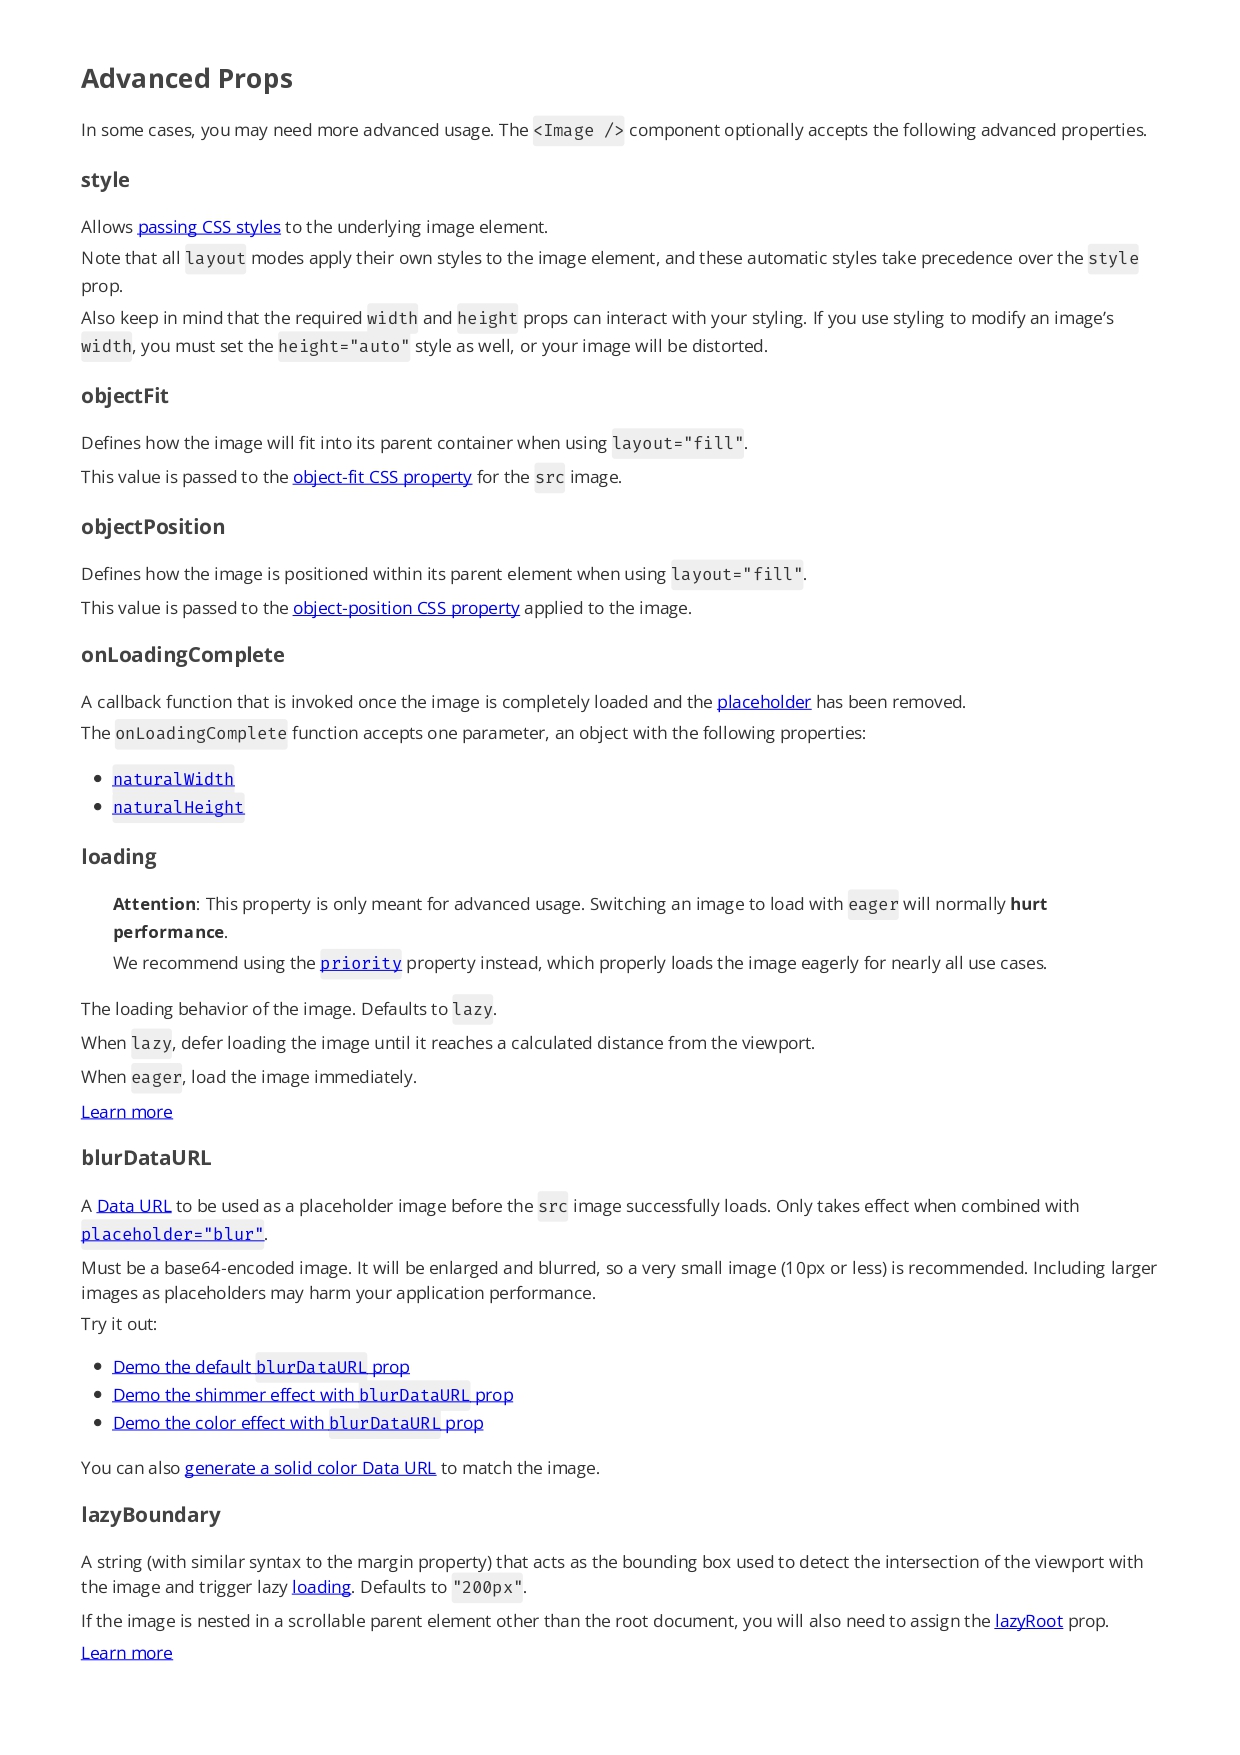 Advanced Props
In some cases, you may need more advanced usage. The <Image /> component optionally accepts the following advanced properties.
style
Allows passing CSS styles to the underlying image element.
Note that all layout modes apply their own styles to the image element, and these automatic styles take precedence over the style
prop.
Also keep in mind that the required width and height props can interact with your styling. If you use styling to modify an image’s
width, you must set the height="auto" style as well, or your image will be distorted.
objectFit
Defines how the image will fit into its parent container when using layout="fill".
This value is passed to the object-fit CSS property for the src image.
objectPosition
Defines how the image is positioned within its parent element when using layout="fill".
This value is passed to the object-position CSS property applied to the image.
onLoadingComplete
A callback function that is invoked once the image is completely loaded and the placeholder has been removed.
The onLoadingComplete function accepts one parameter, an object with the following properties:
• naturalWidth
• naturalHeight
loading
Attention: This property is only meant for advanced usage. Switching an image to load with eager will normally hurt
performance.
We recommend using the priority property instead, which properly loads the image eagerly for nearly all use cases.
The loading behavior of the image. Defaults to lazy.
When lazy, defer loading the image until it reaches a calculated distance from the viewport.
When eager, load the image immediately.
Learn more
blurDataURL
A Data URL to be used as a placeholder image before the src image successfully loads. Only takes effect when combined with
placeholder="blur".
Must be a base64-encoded image. It will be enlarged and blurred, so a very small image (10px or less) is recommended. Including larger
images as placeholders may harm your application performance.
Try it out:
• Demo the default blurDataURL prop
• Demo the shimmer effect with blurDataURL prop
• Demo the color effect with blurDataURL prop
You can also generate a solid color Data URL to match the image.
lazyBoundary
A string (with similar syntax to the margin property) that acts as the bounding box used to detect the intersection of the viewport with
the image and trigger lazy loading. Defaults to "200px".
If the image is nested in a scrollable parent element other than the root document, you will also need to assign the lazyRoot prop.
Learn more